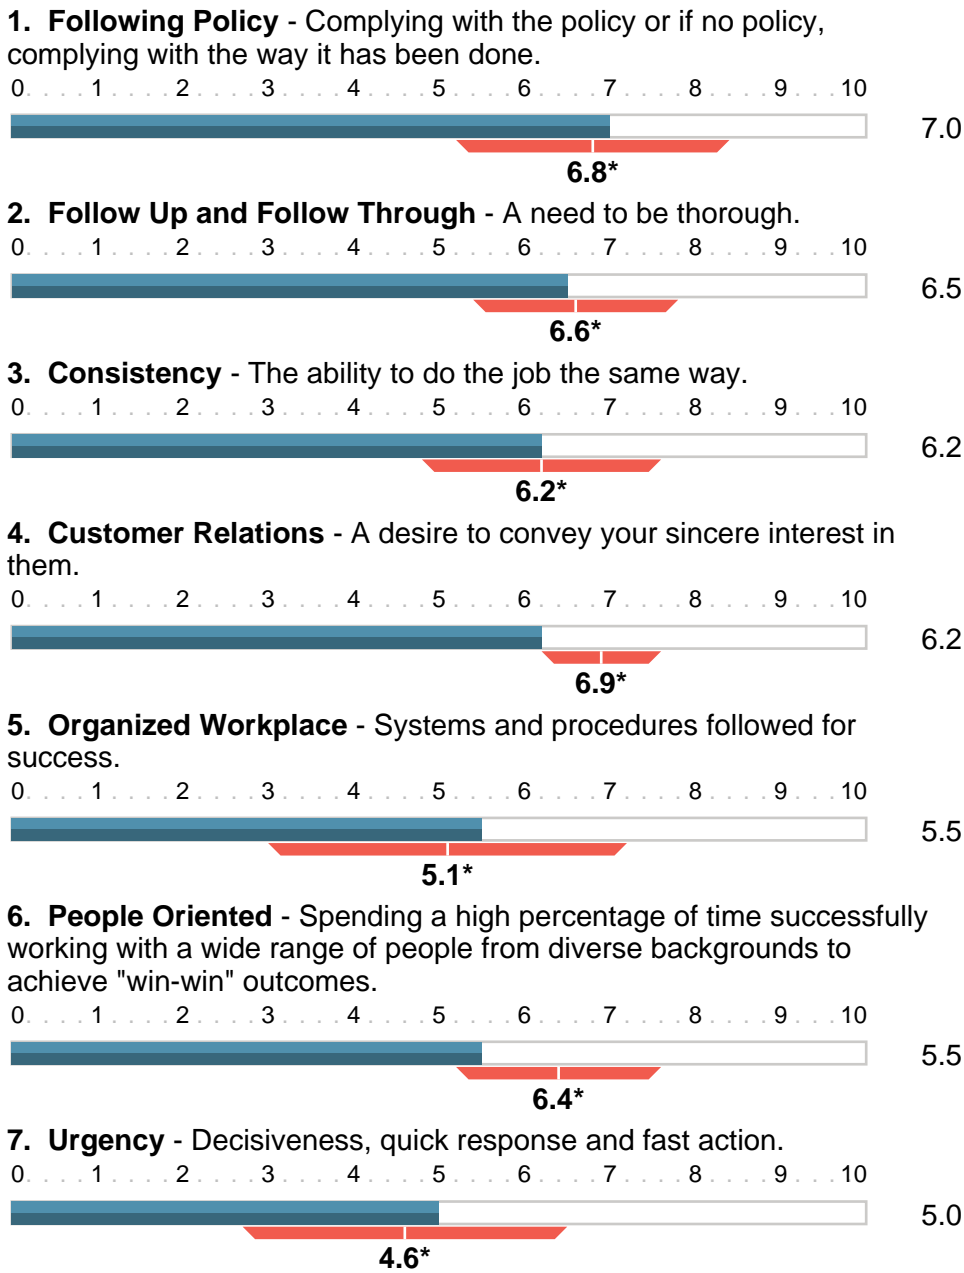 1. Following Policy - Complying with the policy or if no policy,
complying with the way it has been done.
0. . . . 1 . . . . 2 . . . . 3 . . . . 4 . . . . 5 . . . . 6 . . . . 7 . . . . 8 . . . . 9 . . . 10
7.0
6.8*
2. Follow Up and Follow Through - A need to be thorough.
0. . . . 1 . . . . 2 . . . . 3 . . . . 4 . . . . 5 . . . . 6 . . . . 7 . . . . 8 . . . . 9 . . . 10
6.5
6.6*
3. Consistency - The ability to do the job the same way.
0. . . . 1 . . . . 2 . . . . 3 . . . . 4 . . . . 5 . . . . 6 . . . . 7 . . . . 8 . . . . 9 . . . 10
6.2
6.2*
4. Customer Relations - A desire to convey your sincere interest in
them.
0. . . . 1 . . . . 2 . . . . 3 . . . . 4 . . . . 5 . . . . 6 . . . . 7 . . . . 8 . . . . 9 . . . 10
6.2
6.9*
5. Organized Workplace - Systems and procedures followed for
success.
0. . . . 1 . . . . 2 . . . . 3 . . . . 4 . . . . 5 . . . . 6 . . . . 7 . . . . 8 . . . . 9 . . . 10
5.5
5.1*
6. People Oriented - Spending a high percentage of time successfully
working with a wide range of people from diverse backgrounds to
achieve "win-win" outcomes.
0. . . . 1 . . . . 2 . . . . 3 . . . . 4 . . . . 5 . . . . 6 . . . . 7 . . . . 8 . . . . 9 . . . 10
5.5
6.4*
7. Urgency - Decisiveness, quick response and fast action.
0. . . . 1 . . . . 2 . . . . 3 . . . . 4 . . . . 5 . . . . 6 . . . . 7 . . . . 8 . . . . 9 . . . 10
5.0
4.6*